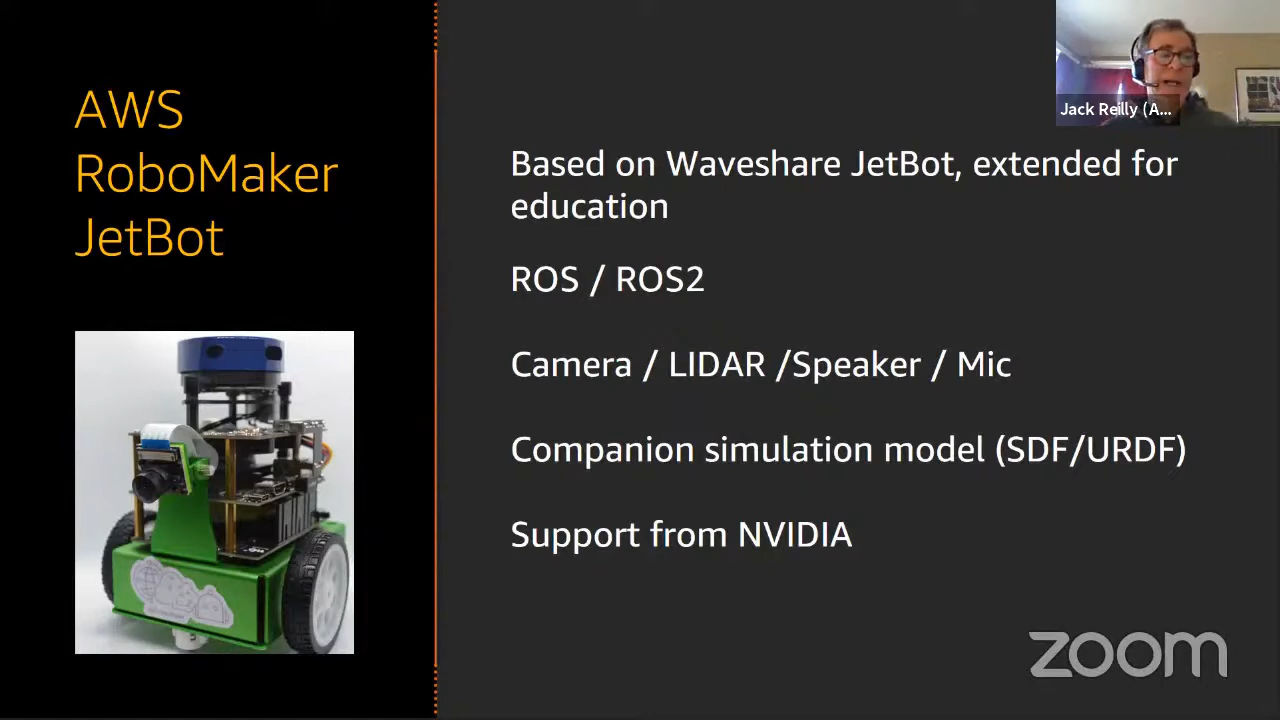 AWS
RoboMaker
JetBot
Jack Reilly (A...
Based on Waveshare JetBot, extended for
education
ROS / ROS2
Camera / LIDAR /Speaker / Mic
Companion simulation model (SDF/URDF)
Support from NVIDIA
zoom